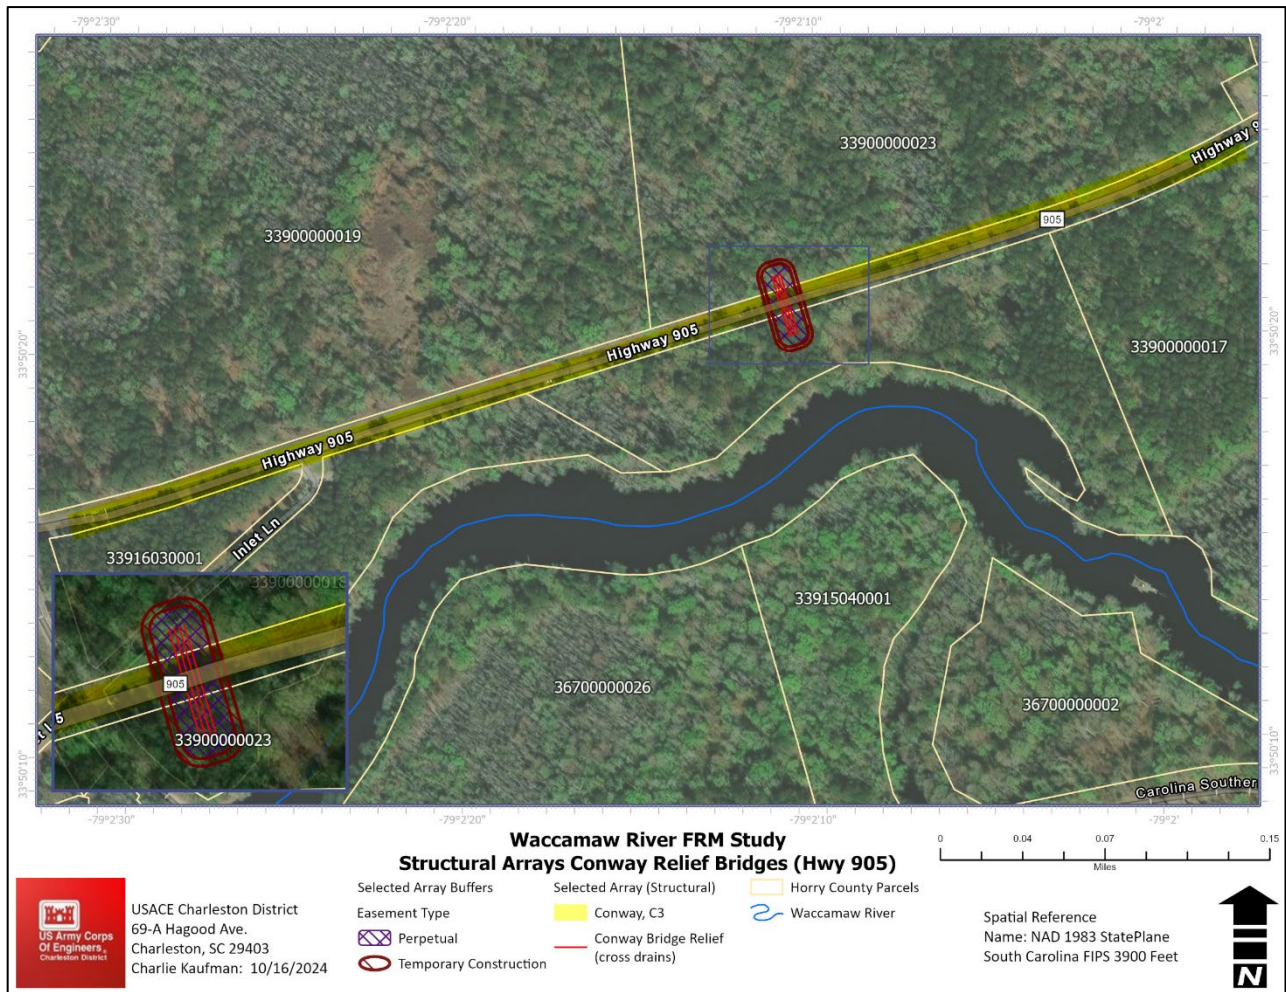 -79°2'30"
-79°2'20"
-79°2'10"
-79°2'
33900000023
Highway 9
905
33900000019
33°50'20"
33°50'20"
Highway 905
33900000017
Highway 905
Inlet Ln
33916030001
33900000018
33915040001
905
36700000026
36700000002
33900000023
33°50'10"
33°50'10"
Carolina Souther
-79°2'30"
-79°2'20"
-79°2'10"
-79°2'
Waccamaw River FRM Study
Structural Arrays Conway Relief Bridges (Hwy 905)
0 0.04 0.07 0.15
Miles
US Army Corps
Of Engineers®
Charleston District
USACE Charleston District
69-A Hagood Ave.
Charleston, SC 29403
Charlie Kaufman: 10/16/2024
Selected Array Buffers
Easement Type
Perpetual
Temporary Construction
Selected Array (Structural)
Conway, C3
Conway Bridge Relief
(cross drains)
Horry County Parcels
Waccamaw River
Spatial Reference
Name: NAD 1983 StatePlane
South Carolina FIPS 3900 Feet
N